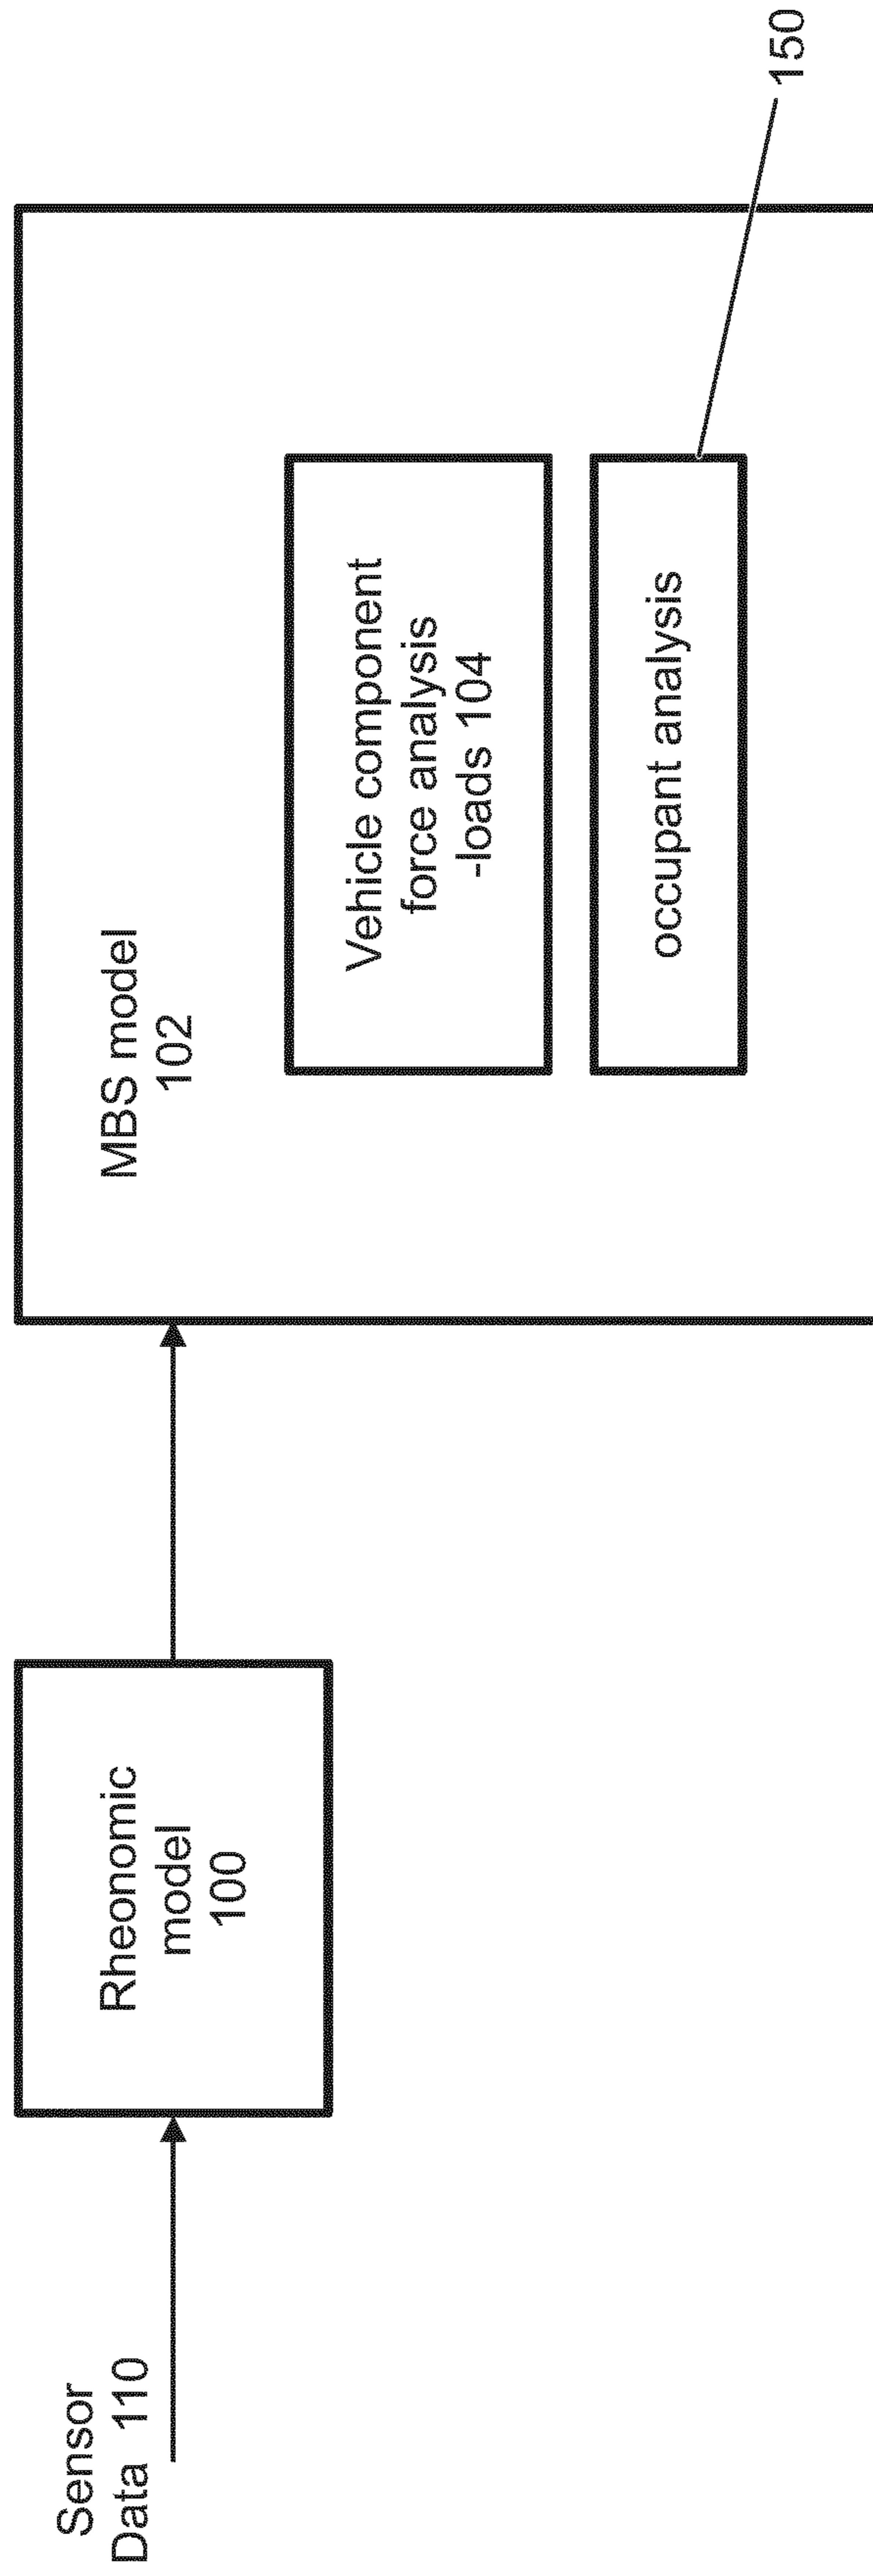 Sensor
Data 110
Rheonomic
model
100
MBS model
102
Vehicle component
force analysis
-loads 104
occupant analysis
150